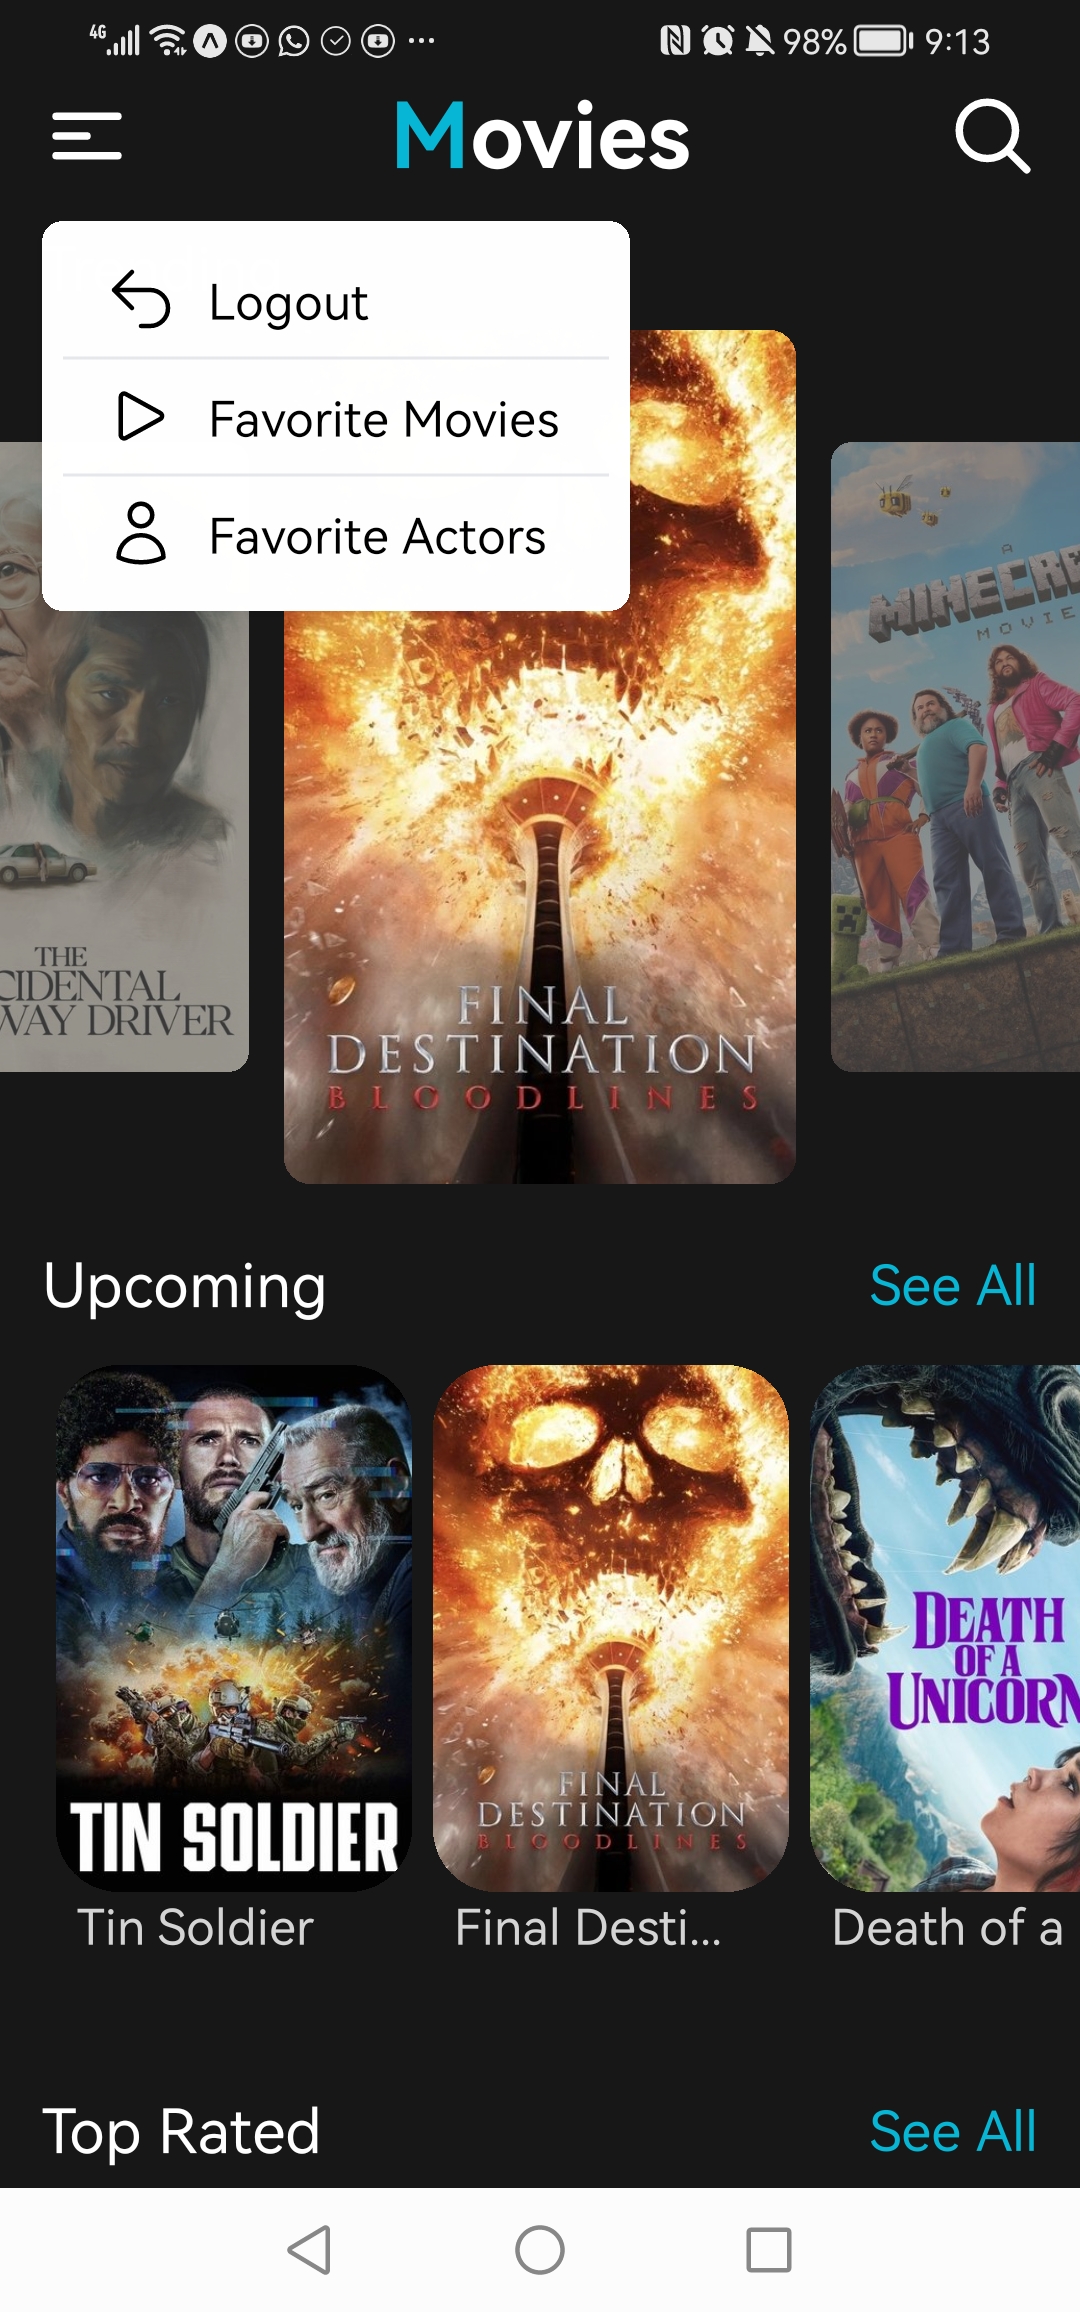 4G 98% 9:13
Movies
Logout
Favorite Movies
Favorite Actors
THE
CIDENTAL
WAY DRIVER
FINAL
DESTINATION
BLOODLINES
A
MINECRA
MOVIE
Upcoming See All
TIN SOLDIER
FINAL
DESTINATION
BLOODLINES
DEATH
OF A
UNICORN
Tin Soldier Final Desti... Death of a
Top Rated See All